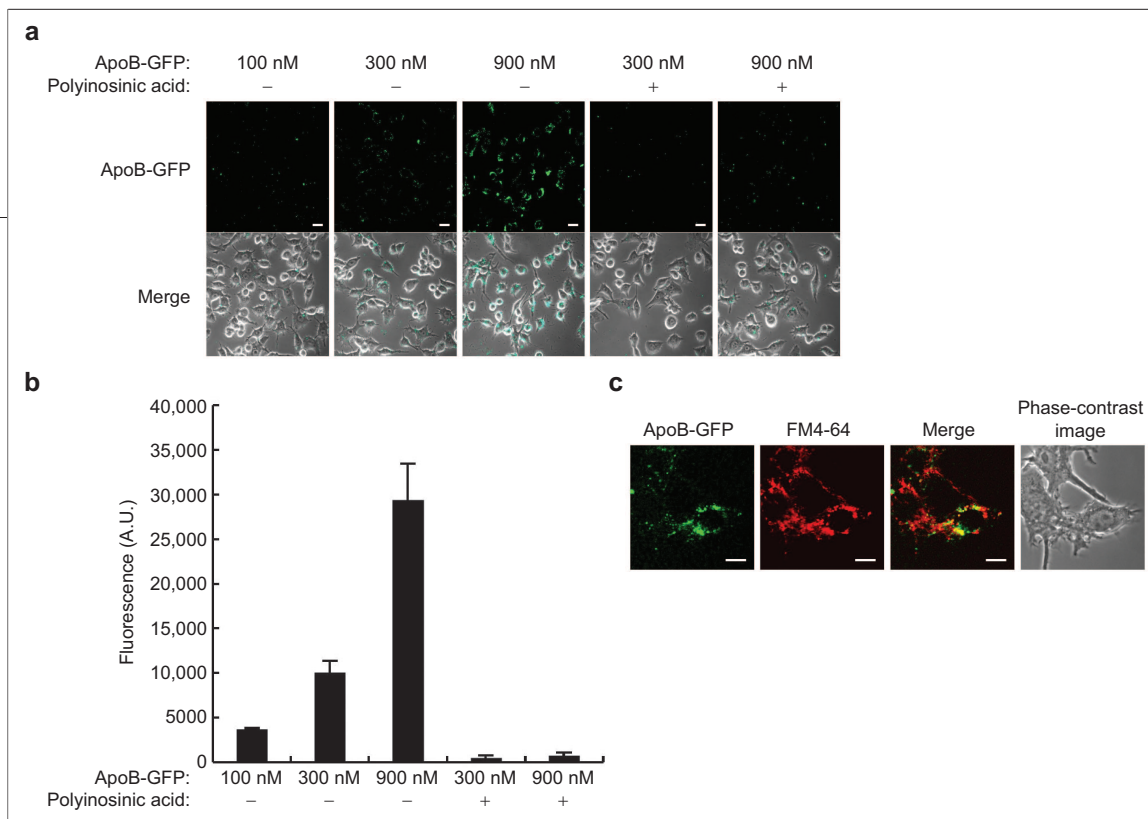 a
ApoB-GFP: 100 nM 300 nM 900 nM 300 nM 900 nM
Polyinosinic acid: – – – + +
ApoB-GFP
Merge
b
40,000
35,000
30,000
25,000
20,000
15,000
10,000
5000
0
Fluorescence (A.U.)
ApoB-GFP: 100 nM 300 nM 900 nM 300 nM 900 nM
Polyinosinic acid: – – – + +
c
ApoB-GFP FM4-64 Merge Phase-contrast
image